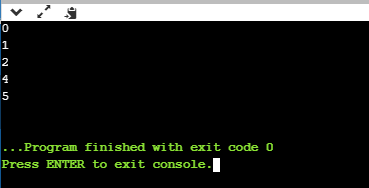 0
1
2
4
5
...Program finished with exit code 0
Press ENTER to exit console.